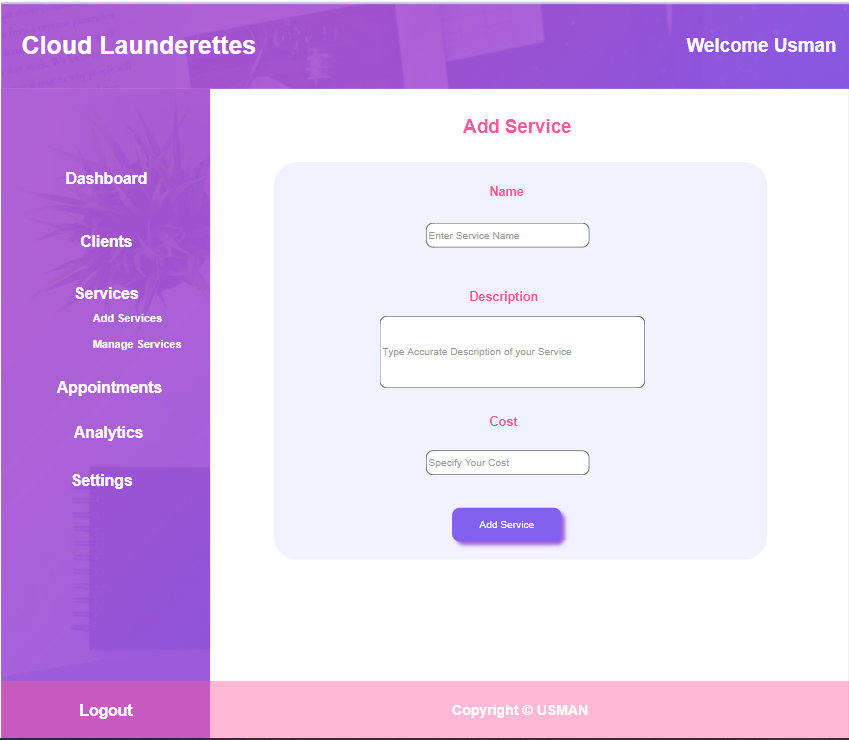 Cloud Launderettes
Welcome Usman
Dashboard
Clients
Services
Add Services
Manage Services
Appointments
Analytics
Settings
Logout
Add Service
Name
Enter Service Name
Description
Type Accurate Description of your Service
Cost
Specify Your Cost
Add Service
Copyright © USMAN